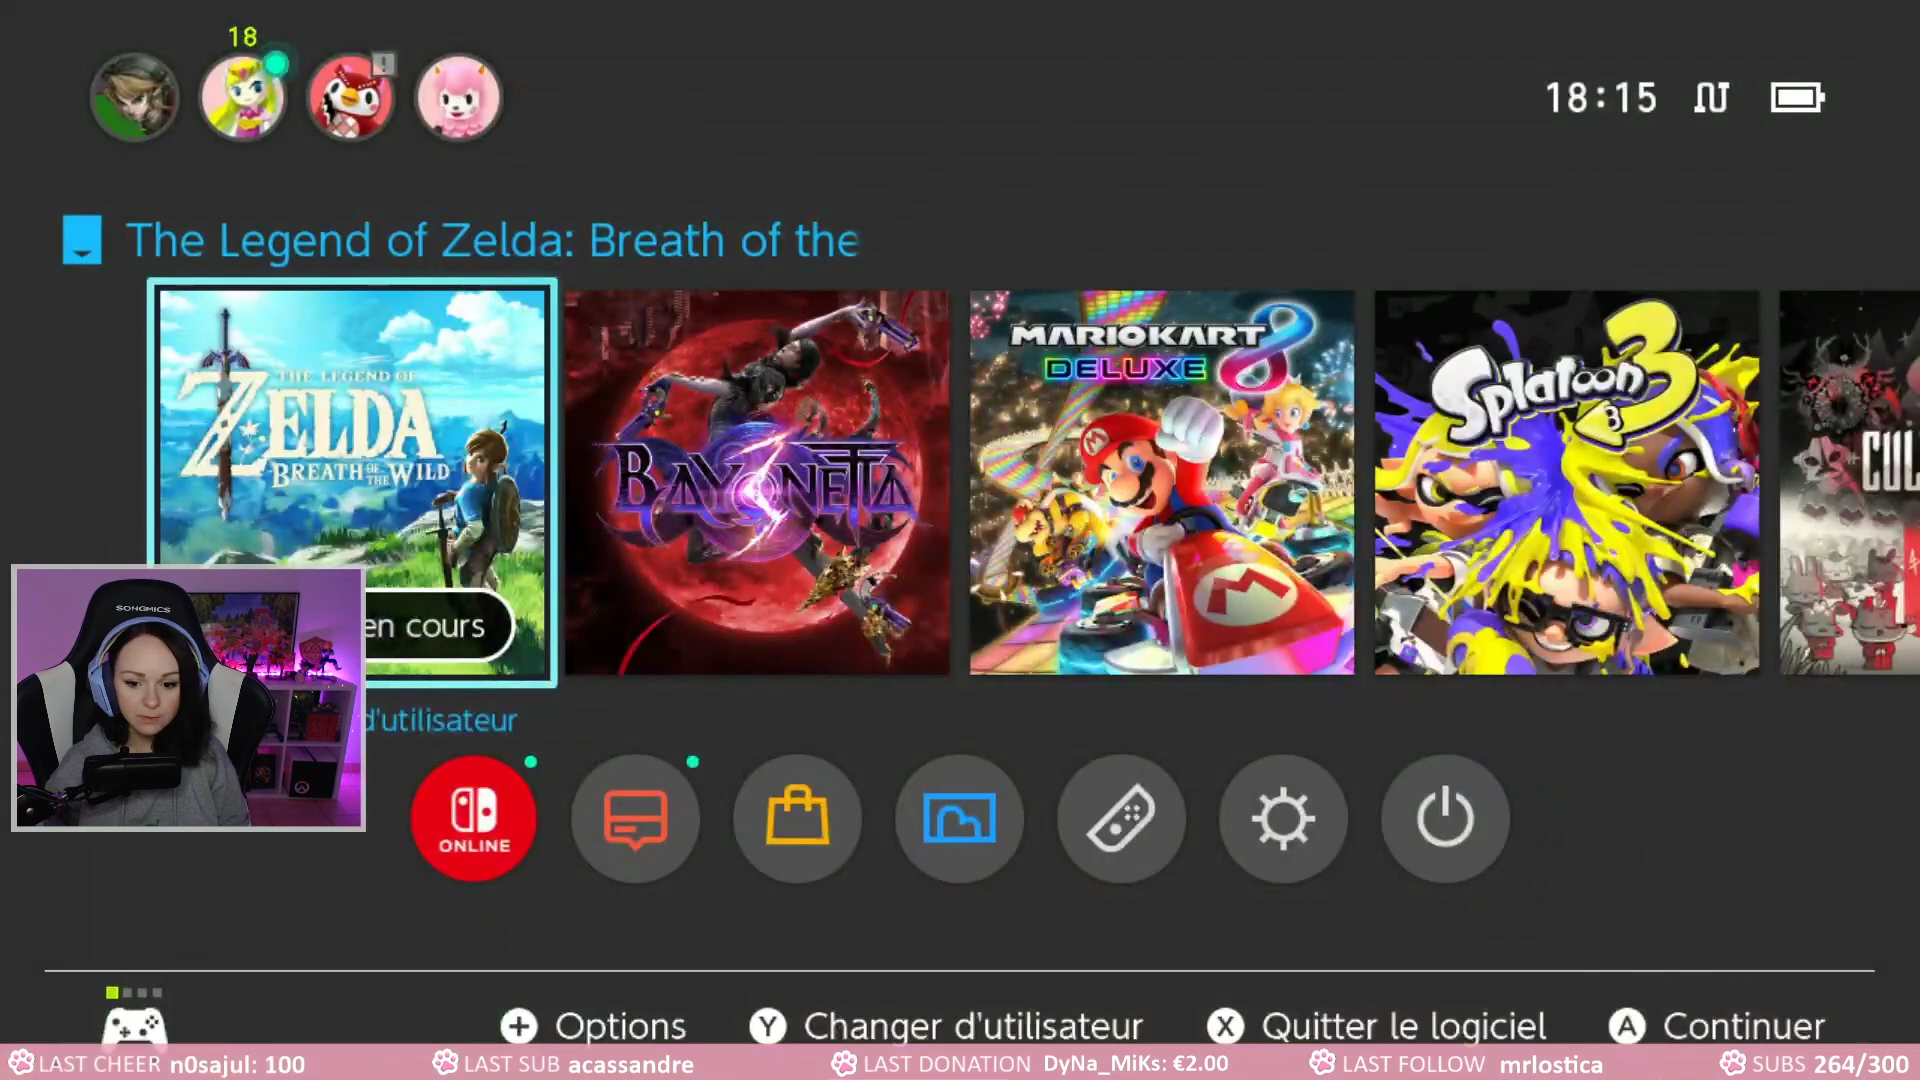 18
18:15
The Legend of Zelda: Breath of the
THE LEGEND OF
ZELDA
BREATH OF THE WILD
BAYONETTA
MARIOKART 8
DELUXE
Splatoon 3
CUL
en cours
SONGMICS
d'utilisateur
ONLINE
+ Options
Y Changer d'utilisateur
X Quitter le logiciel
A Continuer
LAST CHEER n0sajul: 100
LAST SUB acassandre
LAST DONATION DyNa_MiKs: €2.00
LAST FOLLOW mrlostica
SUBS 264/300